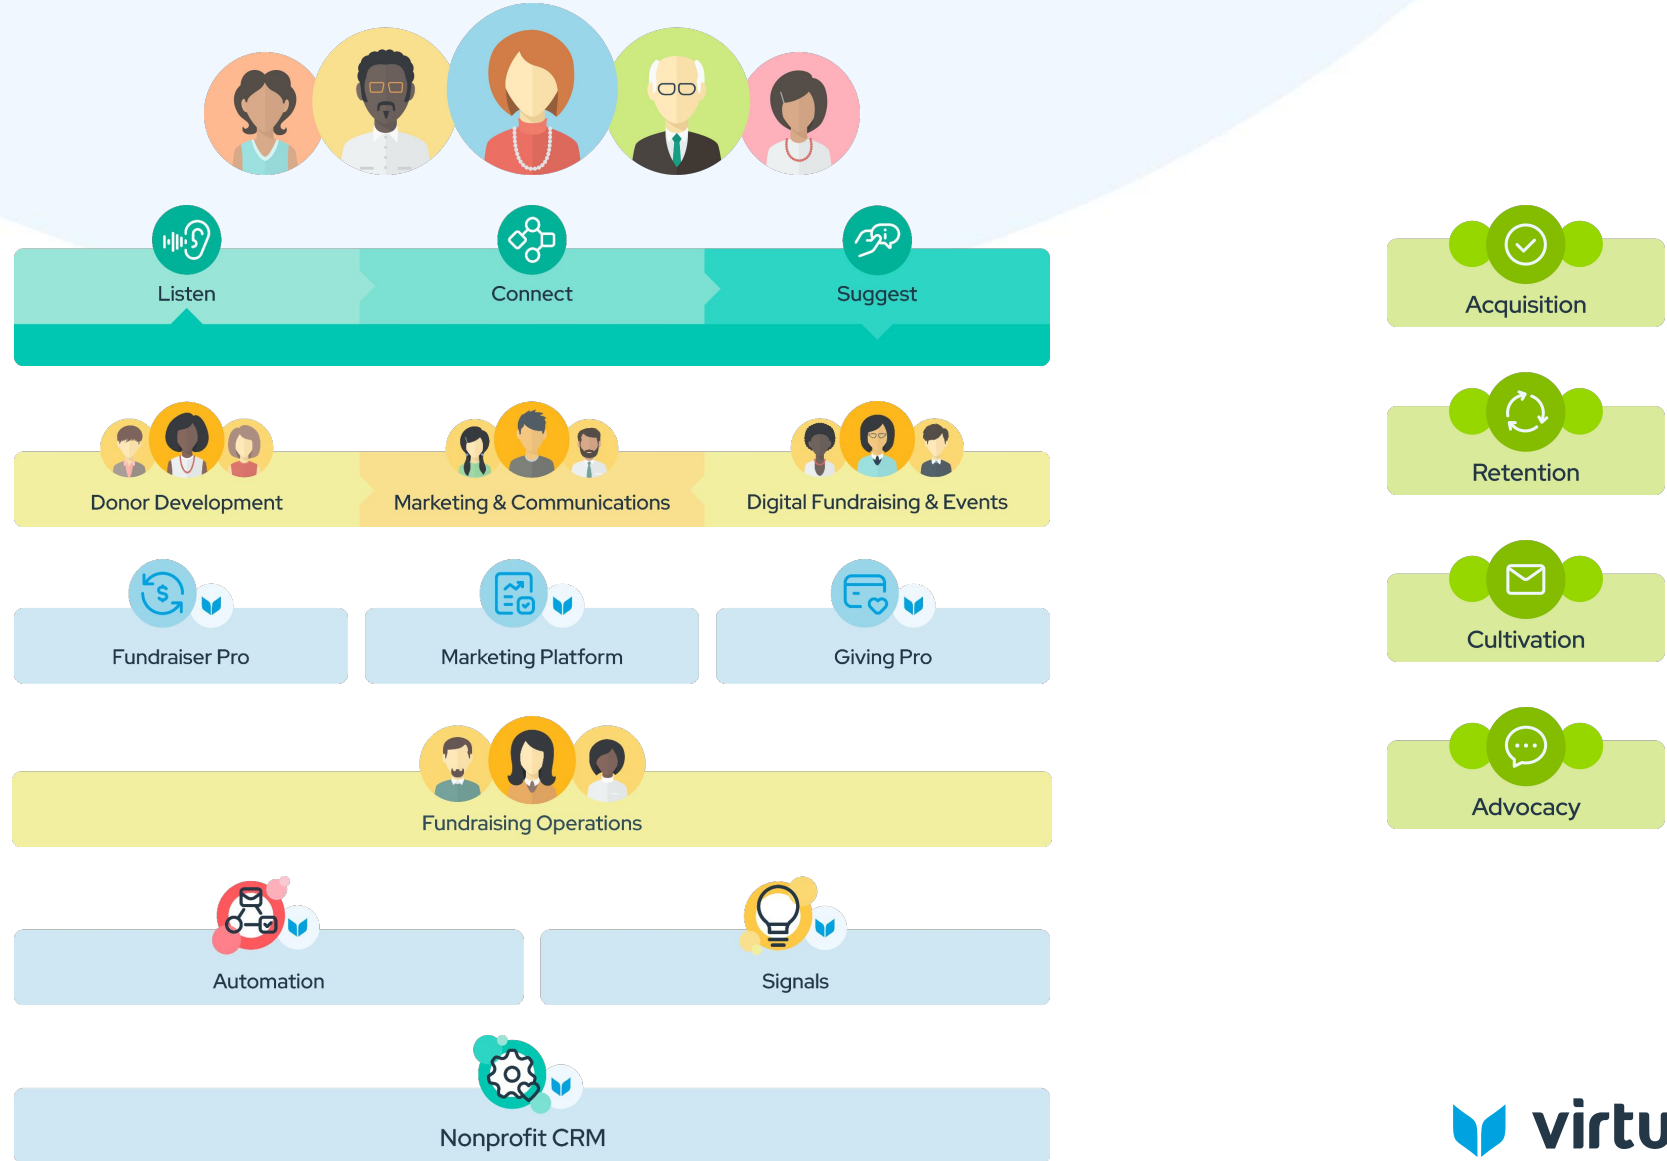 Listen
Connect
Suggest
Donor Development
Marketing & Communications
Digital Fundraising & Events
Fundraiser Pro
Marketing Platform
Giving Pro
Fundraising Operations
Automation
Signals
Nonprofit CRM
Acquisition
Retention
Cultivation
Advocacy
virtu